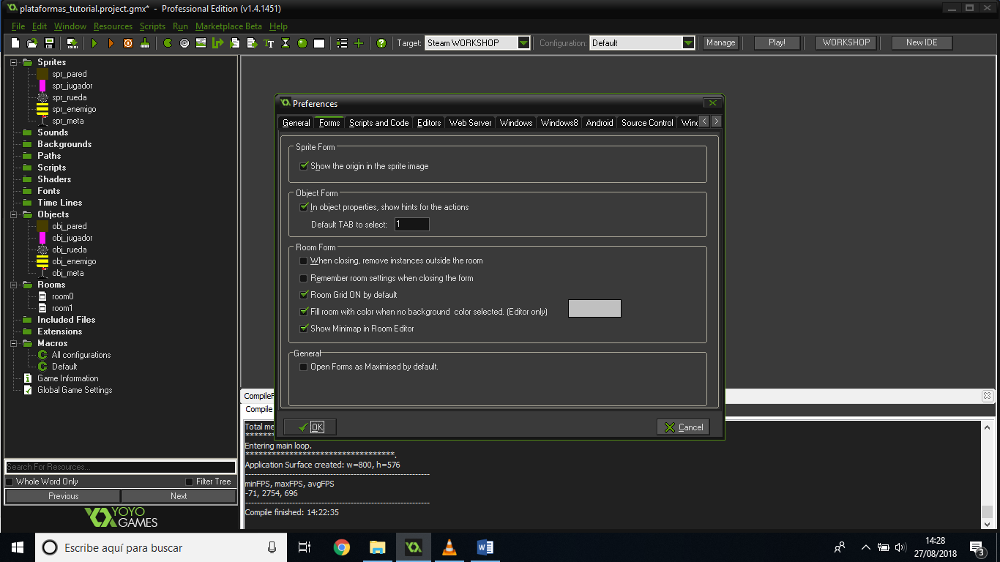 plataformas_tutorial.project.gmx* - Professional Edition (v1.4.1451)
File Edit Window Resources Scripts Run Marketplace Beta Help
Target: Steam WORKSHOP Configuration: Default Manage Play! WORKSHOP New IDE
Sprites
spr_pared
spr_jugador
spr_rueda
spr_enemigo
spr_meta
Sounds
Backgrounds
Paths
Scripts
Shaders
Fonts
Time Lines
Objects
obj_pared
obj_jugador
obj_rueda
obj_enemigo
obj_meta
Rooms
room0
room1
Included Files
Extensions
Macros
All configurations
Default
Game Information
Global Game Settings
Search For Resources...
Whole Word Only Filter Tree
Previous Next
YOYO
GAMES
Preferences
General Forms Scripts and Code Editors Web Server Windows Windows8 Android Source Control Winc
Sprite Form
Show the origin in the sprite image
Object Form
In object properties, show hints for the actions
Default TAB to select: 1
Room Form
When closing, remove instances outside the room
Remember room settings when closing the form
Room Grid ON by default
Fill room with color when no background color selected. (Editor only)
Show Minimap in Room Editor
General
Open Forms as Maximised by default.
OK Cancel
CompileF
Compile
Total me
Entering main loop.
***************************************.
Application Surface created: w=800, h=576
minFPS, maxFPS, avgFPS
-71, 2754, 696
Compile finished: 14:22:35
Escribe aquí para buscar
14:28
27/08/2018
3